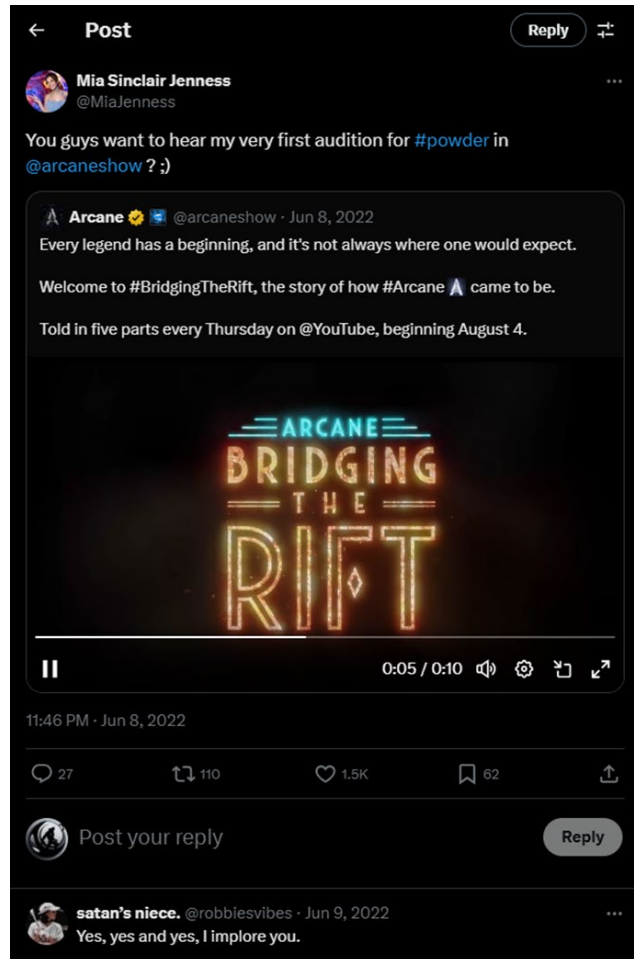 Post
Reply
Mia Sinclair Jenness
@MiaJenness
You guys want to hear my very first audition for #powder in
@arcaneshow ? ;)
Arcane @arcaneshow · Jun 8, 2022
Every legend has a beginning, and it's not always where one would expect.
Welcome to #BridgingTheRift, the story of how #Arcane came to be.
Told in five parts every Thursday on @YouTube, beginning August 4.
ARCANE
BRIDGING
THE
RIFT
0:05 / 0:10
11:46 PM · Jun 8, 2022
27 110 1.5K 62
Post your reply
Reply
satan's niece. @robbiesvibes · Jun 9, 2022
Yes, yes and yes, I implore you.